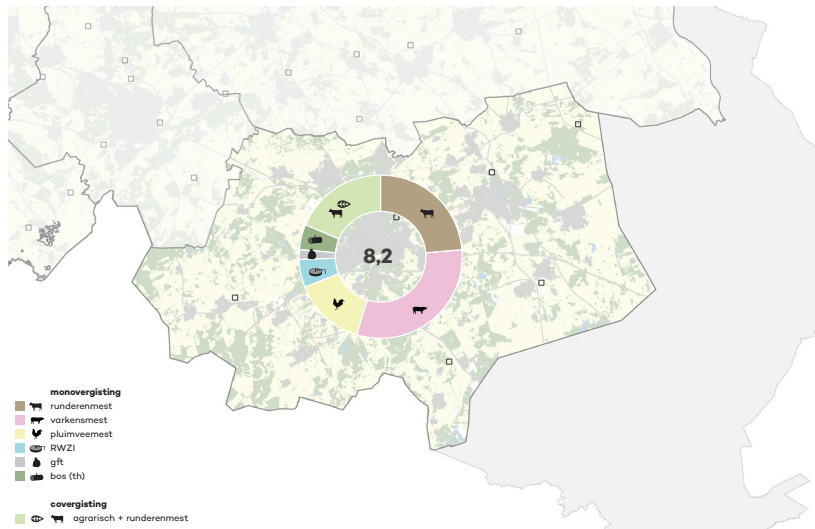 8,2
monovergisting
runderenmest
varkensmest
pluimveemest
RWZI
gft
bos (th)
covergisting
agrarisch + runderenmest